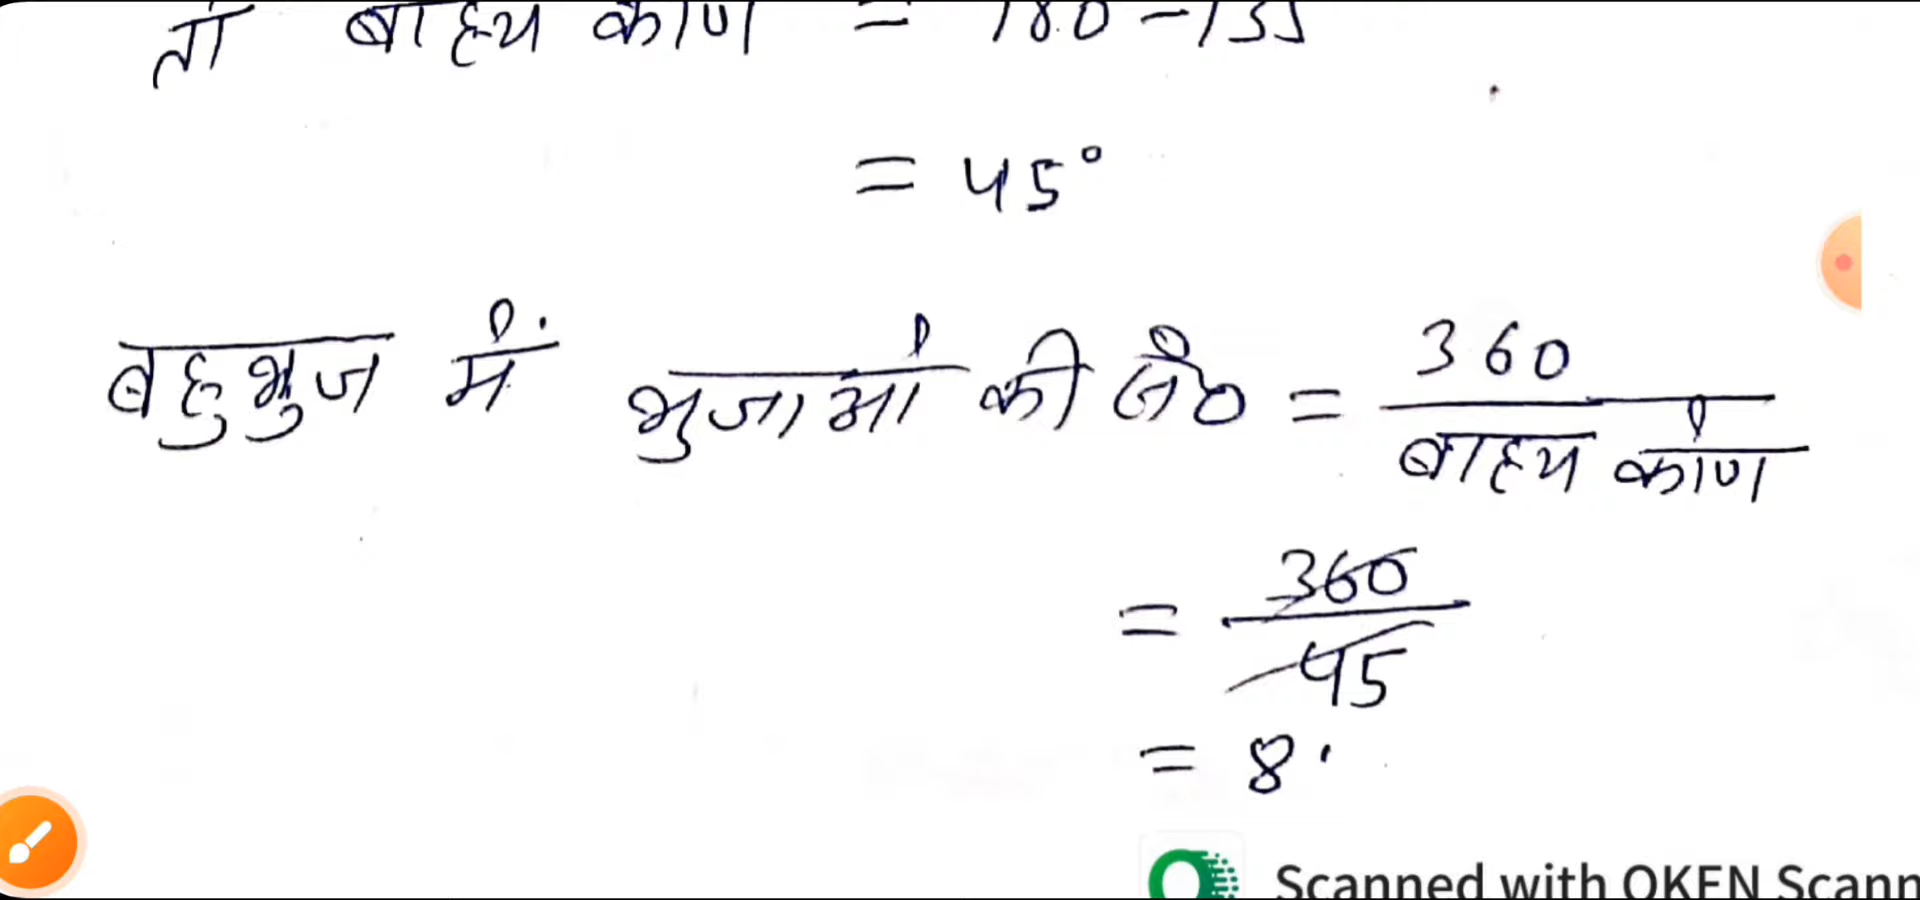 तो बाह्य कोण = 180 - 135
= 45°
बहुभुज में भुजाओं की सं० = 360 / बाह्य कोण
= 360 / 45
= 8.
Scanned with OKEN Scann